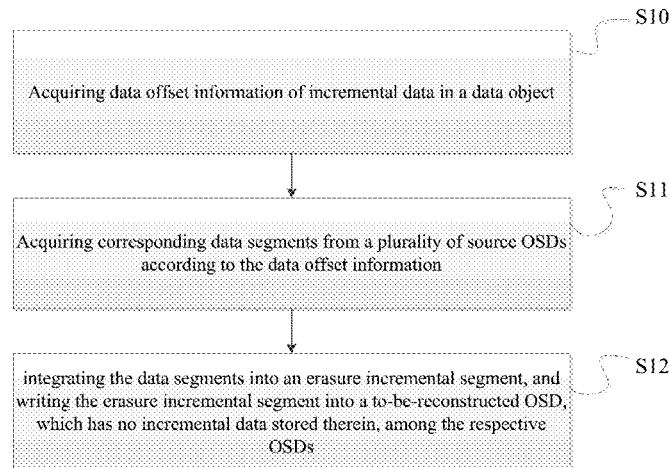 S10
Acquiring data offset information of incremental data in a data object
S11
Acquiring corresponding data segments from a plurality of source OSDs
according to the data offset information
S12
integrating the data segments into an erasure incremental segment, and
writing the erasure incremental segment into a to-be-reconstructed OSD,
which has no incremental data stored therein, among the respective
OSDs